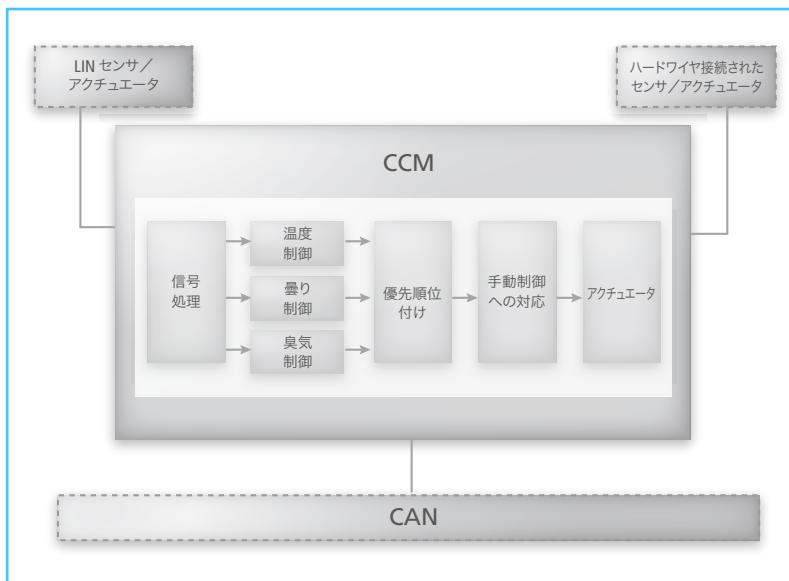 LIN センサ／
アクチュエータ
ハードワイヤ接続された
センサ／アクチュエータ
CCM
信号
処理
温度
制御
曇り
制御
臭気
制御
優先順位
付け
手動制御
への対応
アクチュエータ
CAN